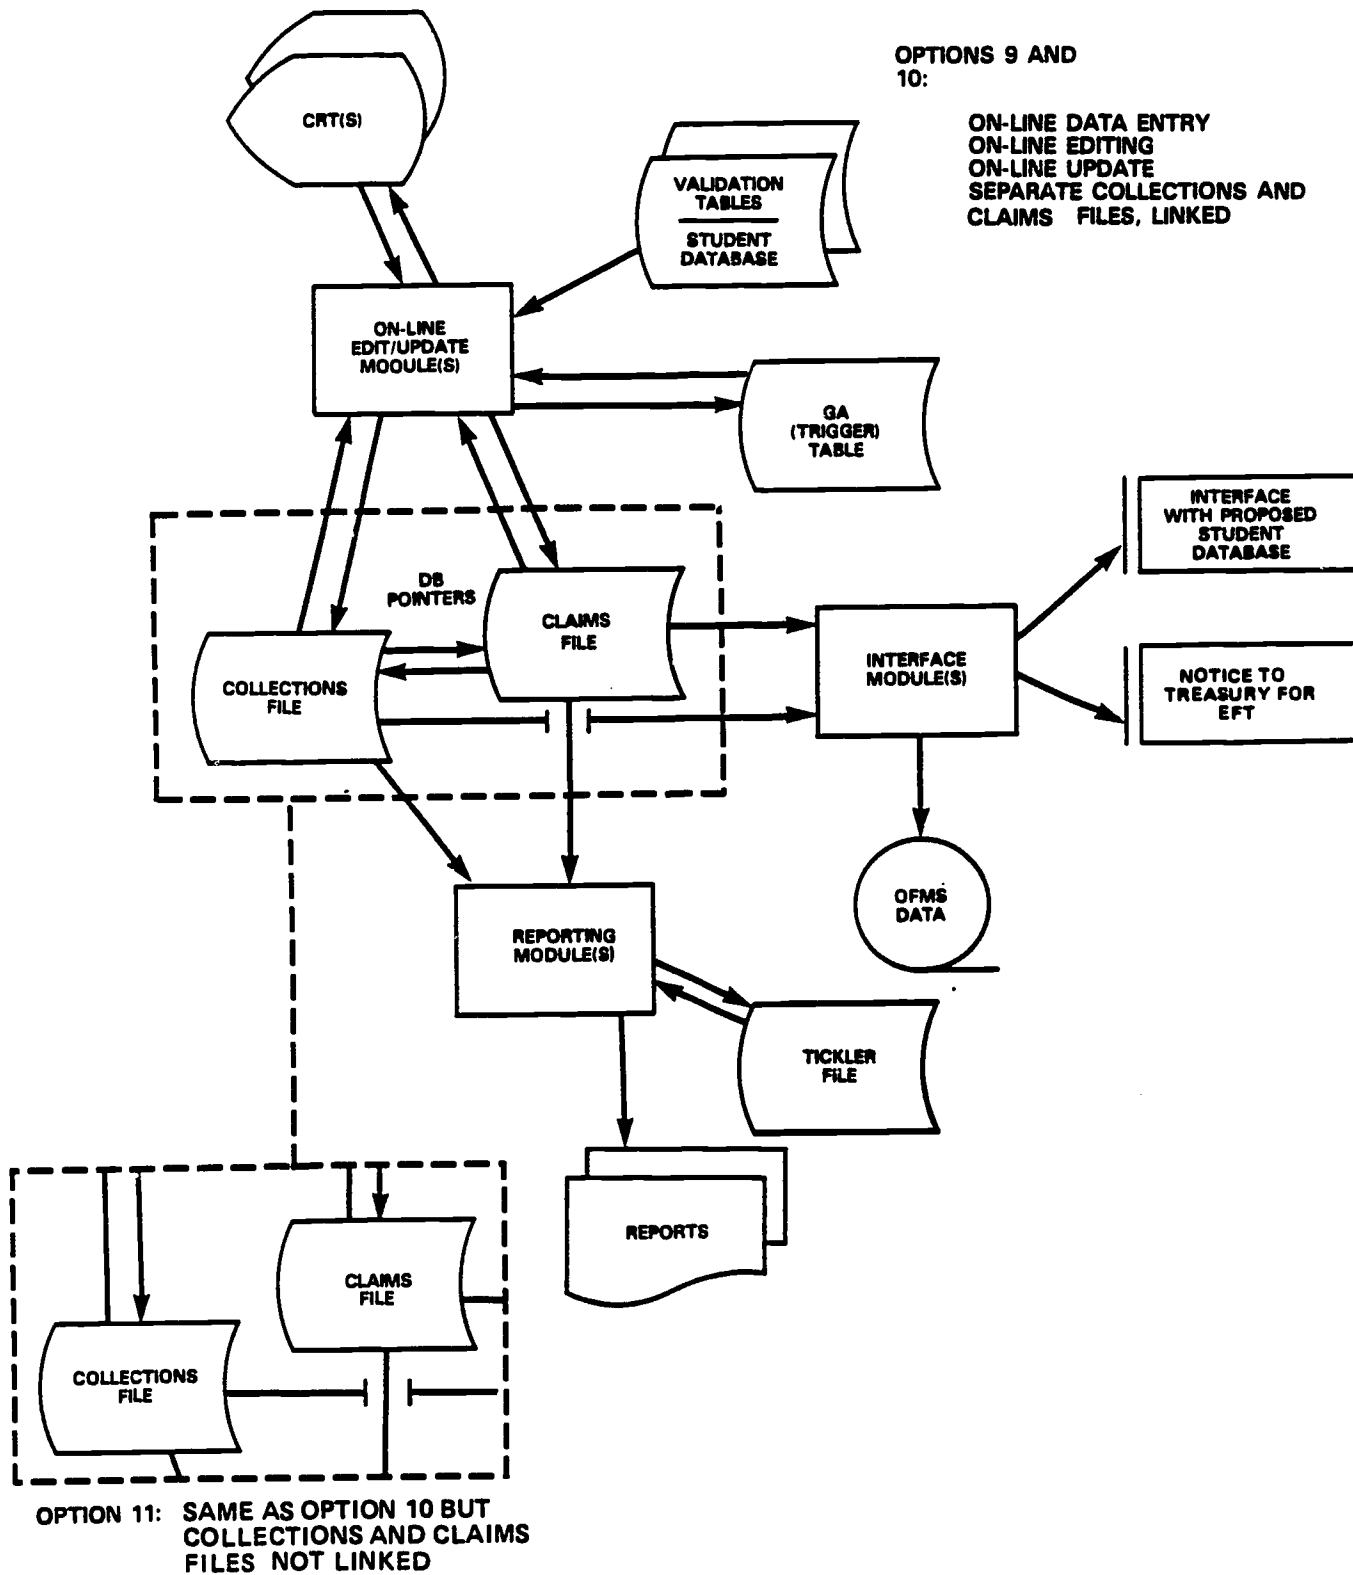 OPTIONS 9 AND
10:
ON-LINE DATA ENTRY
ON-LINE EDITING
ON-LINE UPDATE
SEPARATE COLLECTIONS AND
CLAIMS FILES, LINKED
CRT(S)
VALIDATION
TABLES
STUDENT
DATABASE
ON-LINE
EDIT/UPDATE
MODULE(S)
GA
(TRIGGER)
TABLE
INTERFACE
WITH PROPOSED
STUDENT
DATABASE
DB
POINTERS
CLAIMS
FILE
COLLECTIONS
FILE
INTERFACE
MODULE(S)
NOTICE TO
TREASURY FOR
EFT
OFMS
DATA
REPORTING
MODULE(S)
TICKLER
FILE
REPORTS
CLAIMS
FILE
COLLECTIONS
FILE
OPTION 11: SAME AS OPTION 10 BUT
COLLECTIONS AND CLAIMS
FILES NOT LINKED